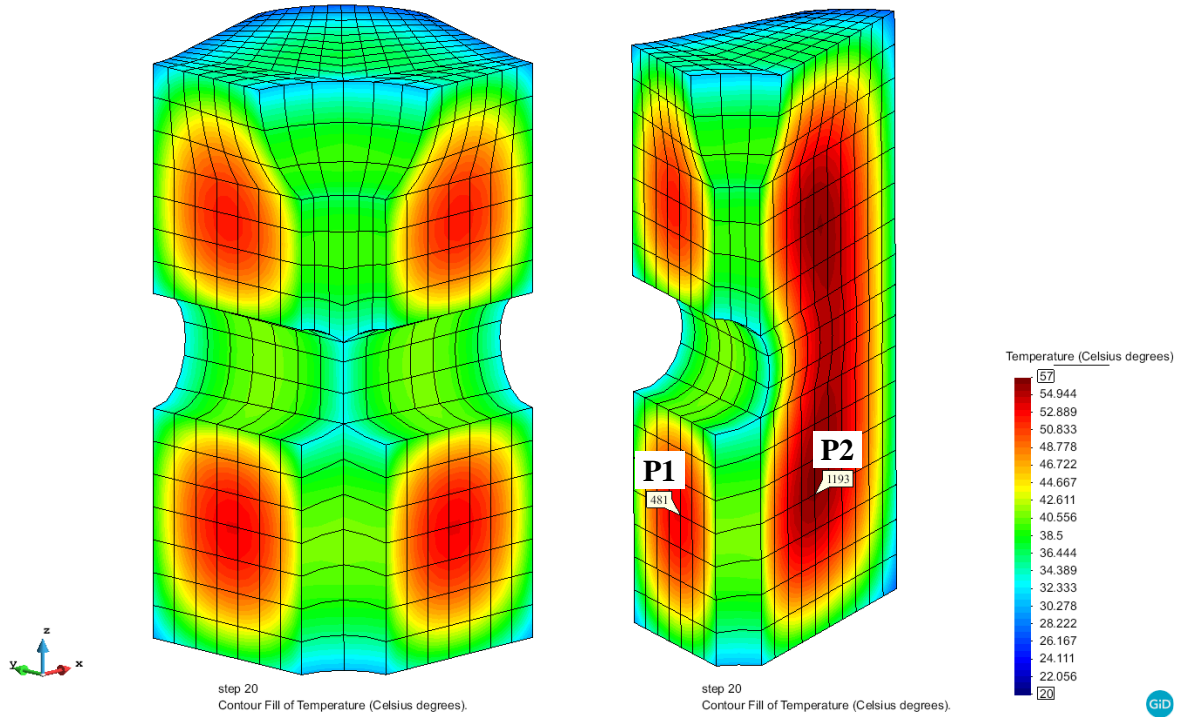 P1
481
P2
1193
Temperature (Celsius degrees)
57
54.944
52.889
50.833
48.778
46.722
44.667
42.611
40.556
38.5
36.444
34.389
32.333
30.278
28.222
26.167
24.111
22.056
20
z
y
x
step 20
Contour Fill of Temperature (Celsius degrees).
step 20
Contour Fill of Temperature (Celsius degrees).
GiD